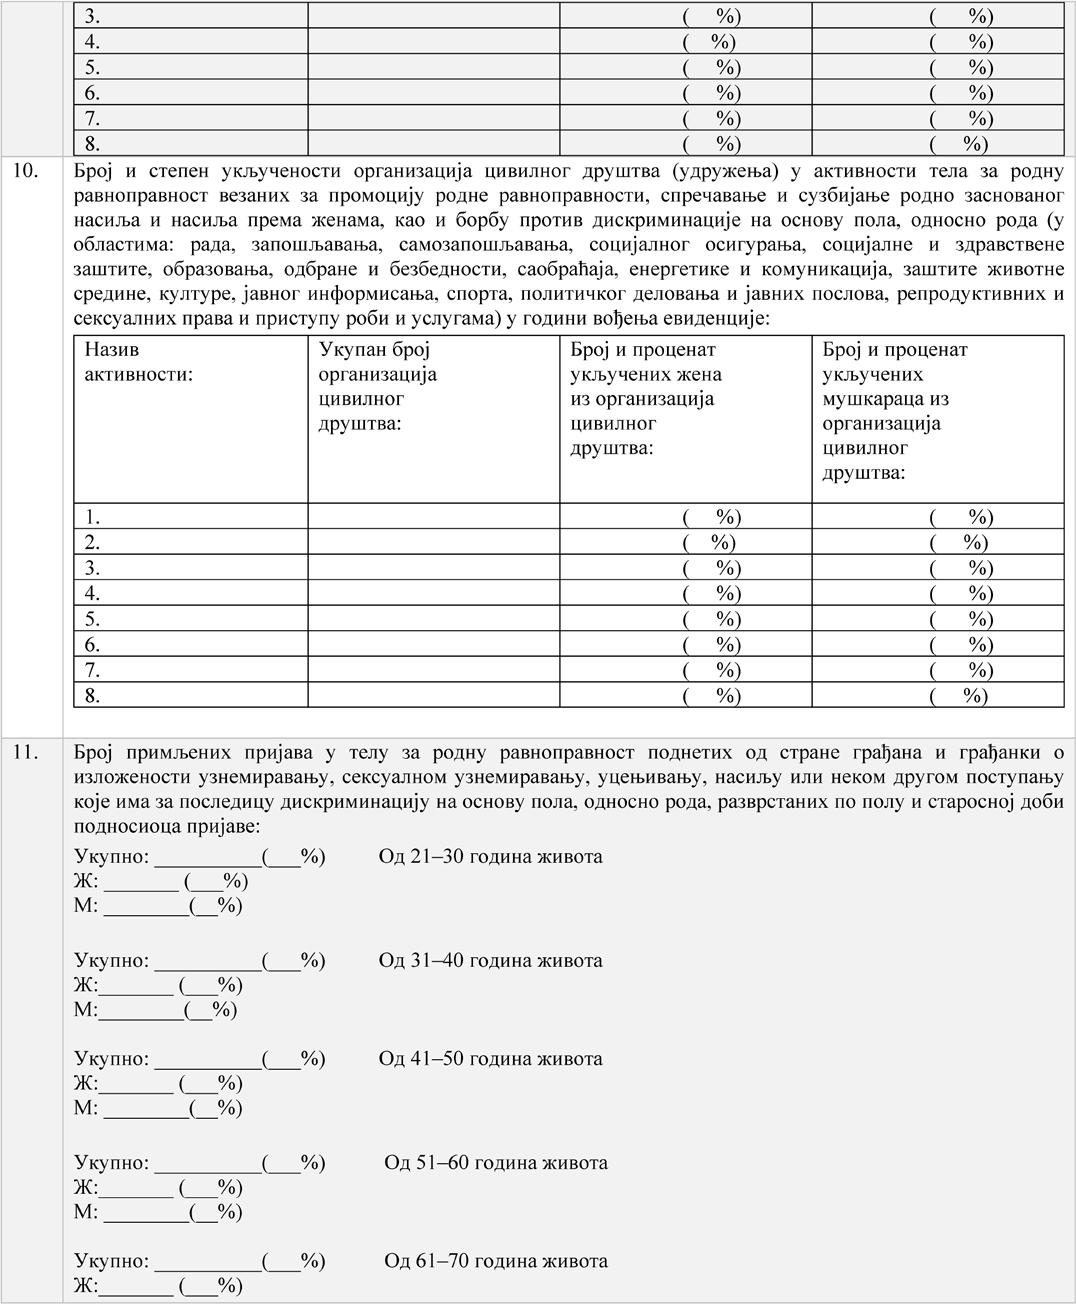 3. ( %) ( %)
4. ( %) ( %)
5. ( %) ( %)
6. ( %) ( %)
7. ( %) ( %)
8. ( %) ( %)
10. Број и степен укључености организација цивилног друштва (удружења) у активности тела за родну
равноправност везаних за промоцију родне равноправности, спречавање и сузбијање родно заснованог
насиља и насиља према женама, као и борбу против дискриминације на основу пола, односно рода (у
областима: рада, запошљавања, самозапошљавања, социјалног осигурања, социјалне и здравствене
заштите, образовања, одбране и безбедности, саобраћаја, енергетике и комуникација, заштите животне
средине, културе, јавног информисања, спорта, политичког деловања и јавних послова, репродуктивних и
сексуалних права и приступу роби и услугама) у години вођења евиденције:
Назив
активности:
Укупан број
организација
цивилног
друштва:
Број и проценат
укључених жена
из организација
цивилног
друштва:
Број и проценат
укључених
мушкараца из
организација
цивилног
друштва:
1. ( %) ( %)
2. ( %) ( %)
3. ( %) ( %)
4. ( %) ( %)
5. ( %) ( %)
6. ( %) ( %)
7. ( %) ( %)
8. ( %) ( %)
11. Број примљених пријава у телу за родну равноправност поднетих од стране грађана и грађанки о
изложености узнемиравању, сексуалном узнемиравању, уцењивању, насиљу или неком другом поступању
које има за последицу дискриминацију на основу пола, односно рода, разврстаних по полу и старосној доби
подносиоца пријаве:
Укупно: __________(___%) Од 21–30 година живота
Ж: _______ (___%)
М: ________(__%)
Укупно: __________(___%) Од 31–40 година живота
Ж:_______ (___%)
М:________(__%)
Укупно: __________(___%) Од 41–50 година живота
Ж:_______ (___%)
М: ________(__%)
Укупно: __________(___%) Од 51–60 година живота
Ж:_______ (___%)
М: ________(__%)
Укупно: __________(___%) Од 61–70 година живота
Ж:_______ (___%)